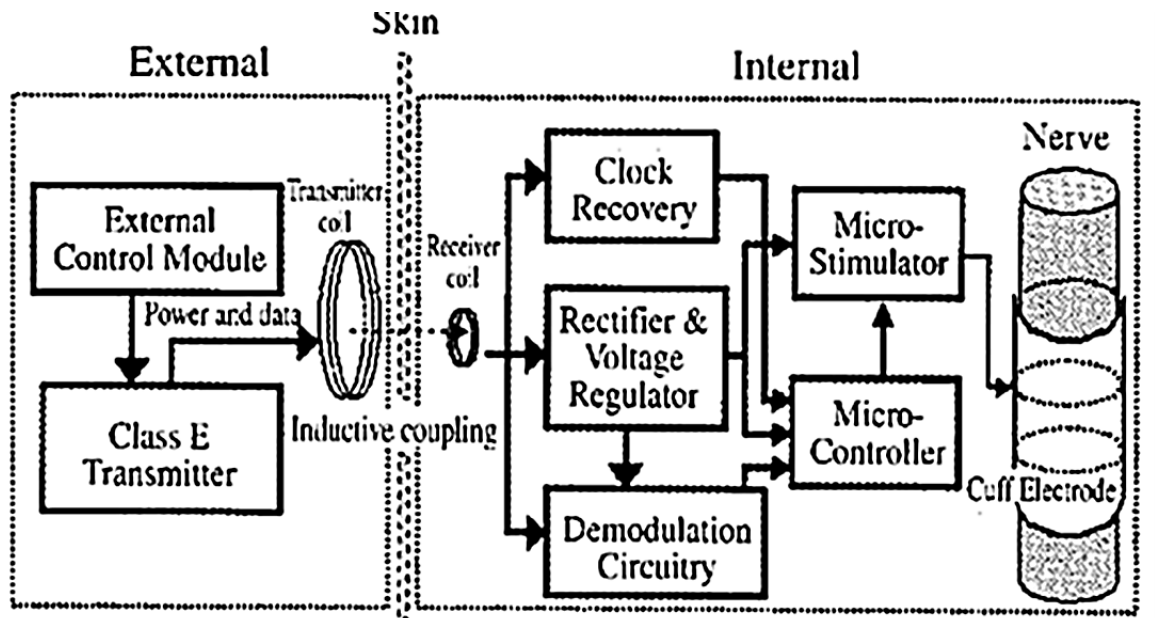 Skin
External
Internal
External
Control Module
Power and data
Class E
Transmitter
Transmitter
coil
Inductive coupling
Receiver
coil
Clock
Recovery
Rectifier &
Voltage
Regulator
Demodulation
Circuitry
Micro-
Stimulator
Micro-
Controller
Nerve
Cuff Electrode